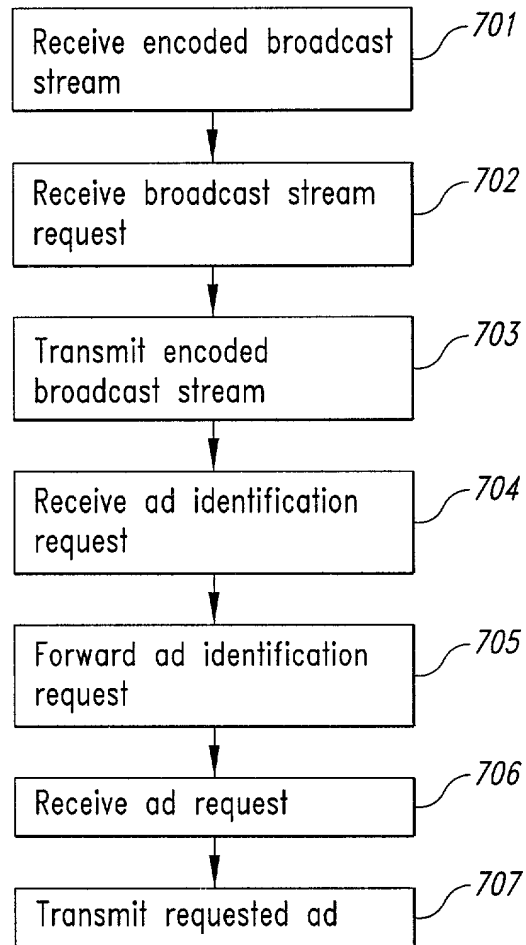 Receive encoded broadcast
stream
701
Receive broadcast stream
request
702
Transmit encoded
broadcast stream
703
Receive ad identification
request
704
Forward ad identification
request
705
Receive ad request
706
Transmit requested ad
707